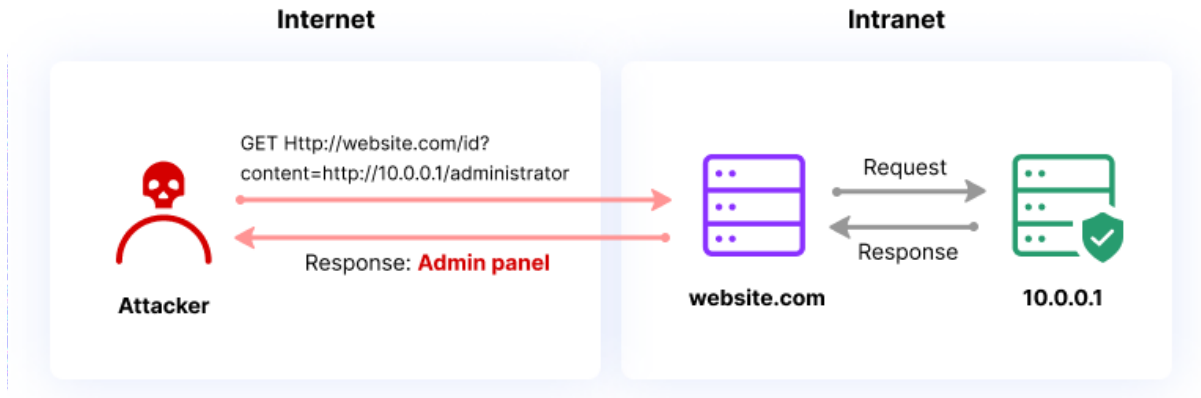 Internet
Intranet
GET Http://website.com/id?
content=http://10.0.0.1/administrator
Response: Admin panel
Attacker
Request
Response
website.com
10.0.0.1